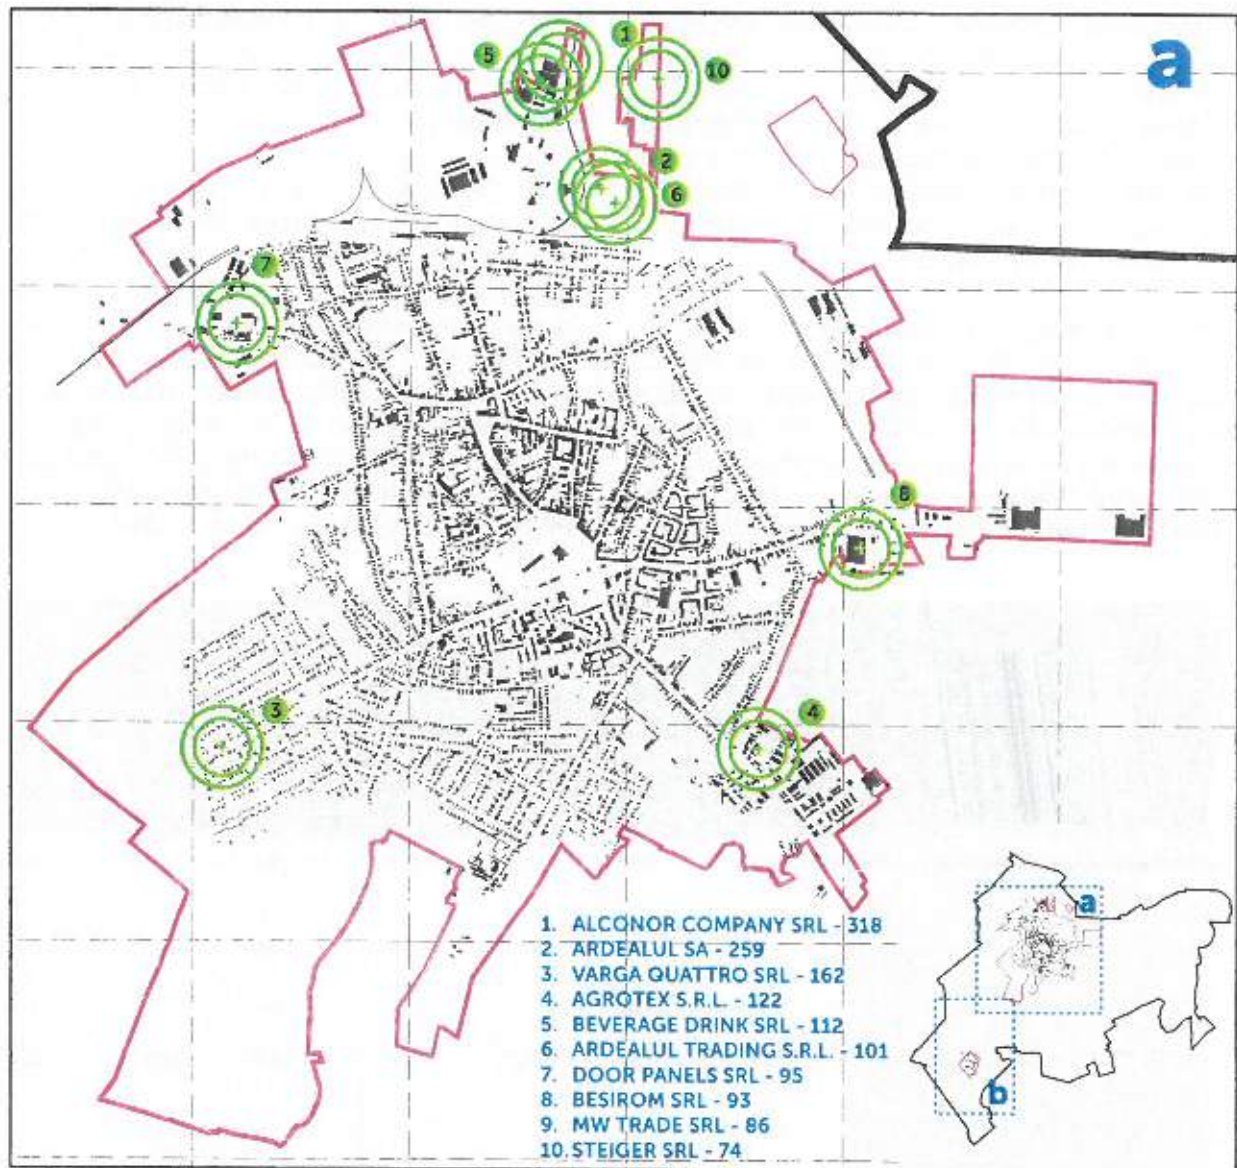 a
1
5
10
2
6
7
8
3
4
1. ALCONOR COMPANY SRL - 318
2. ARDEALUL SA - 259
3. VARGA QUATTRO SRL - 162
4. AGROTEX S.R.L. - 122
5. BEVERAGE DRINK SRL - 112
6. ARDEALUL TRADING S.R.L. - 101
7. DOOR PANELS SRL - 95
8. BESIROM SRL - 93
9. MW TRADE SRL - 86
10. STEIGER SRL - 74
a
b